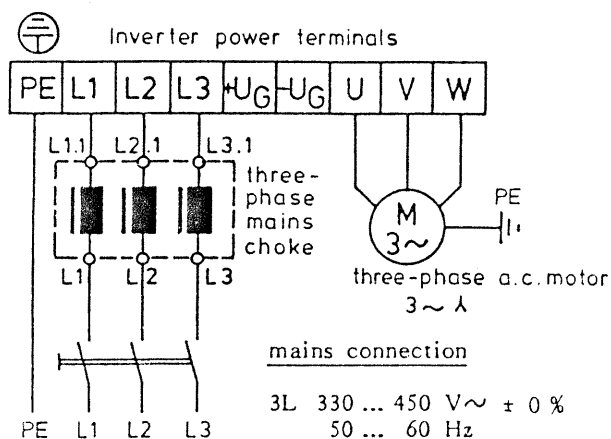 Inverter power terminals
PE L1 L2 L3 +UG -UG U V W
L1.1 L2.1 L3.1
three-
phase
mains
choke
L1 L2 L3
M
3~
PE
three-phase a.c. motor
3~ ⅄
mains connection
3L 330 ... 450 V~ ± 0 %
50 ... 60 Hz
PE L1 L2 L3